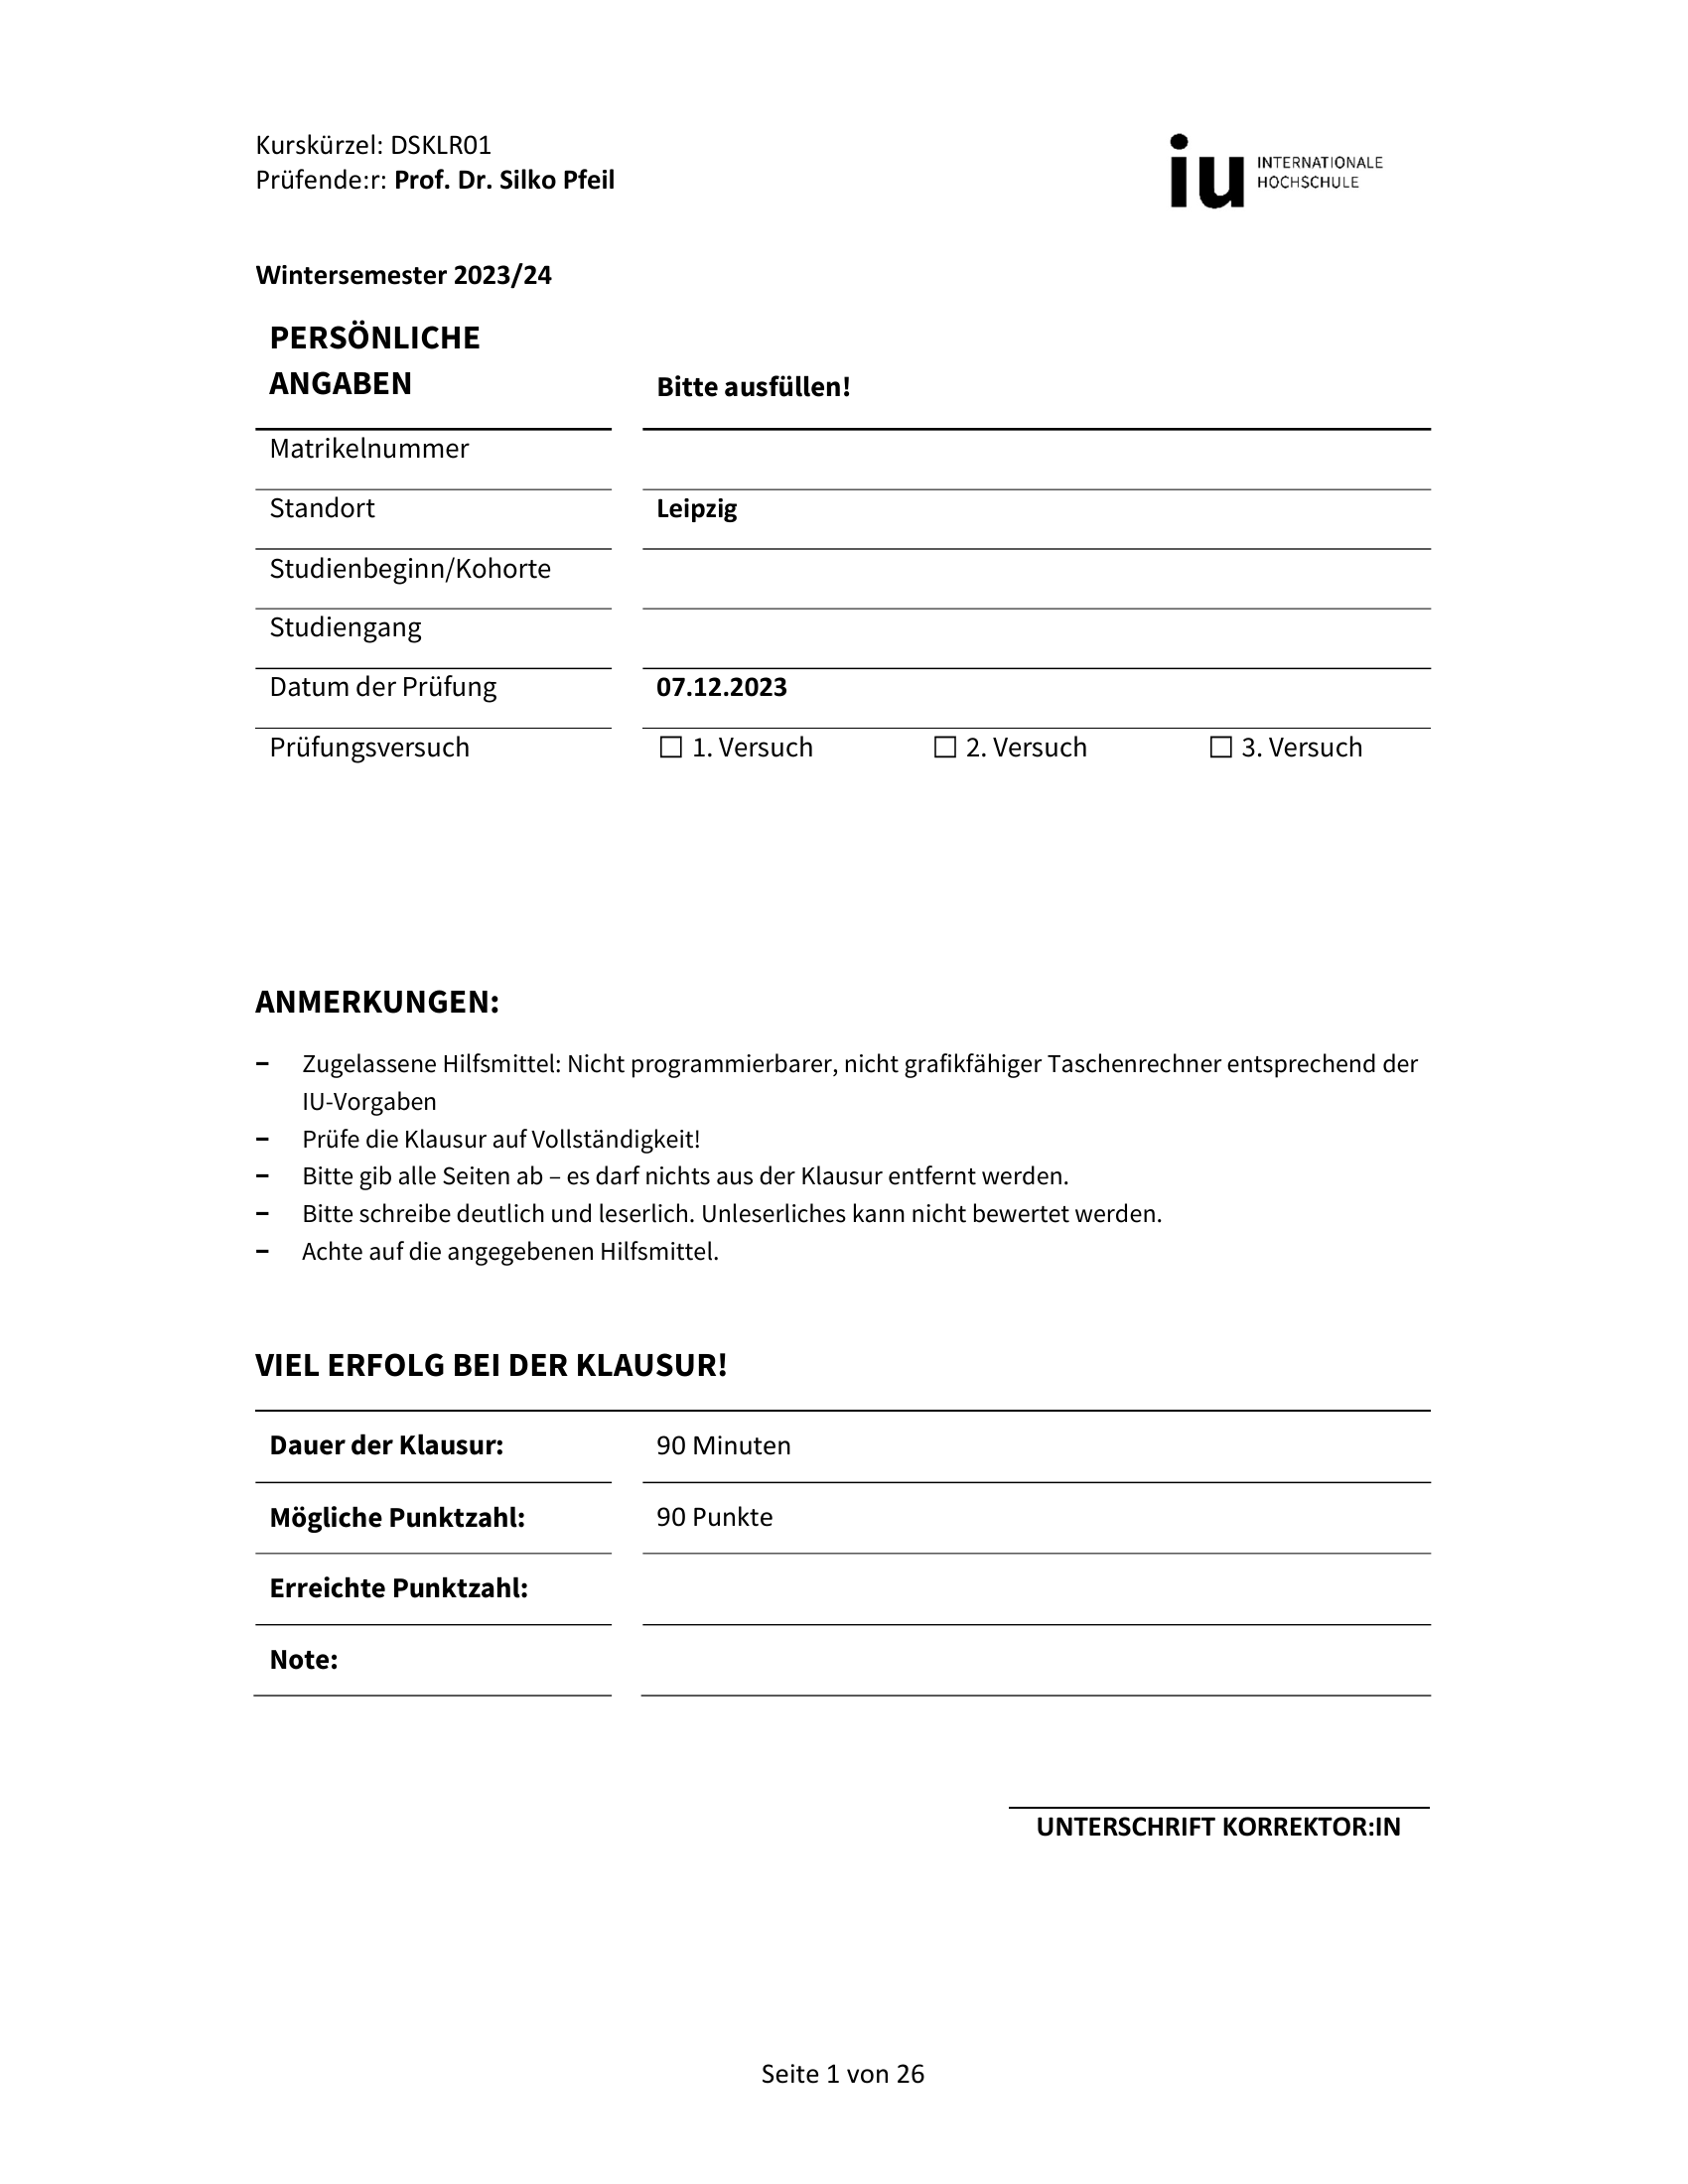 Kurskürzel: DSKLR01
Prüfende:r: Prof. Dr. Silko Pfeil
iu INTERNATIONALE
HOCHSCHULE
Wintersemester 2023/24
PERSÖNLICHE
ANGABEN
Bitte ausfüllen!
Matrikelnummer
Standort Leipzig
Studienbeginn/Kohorte
Studiengang
Datum der Prüfung 07.12.2023
Prüfungsversuch ☐ 1. Versuch ☐ 2. Versuch ☐ 3. Versuch
ANMERKUNGEN:
– Zugelassene Hilfsmittel: Nicht programmierbarer, nicht grafikfähiger Taschenrechner entsprechend der
IU-Vorgaben
– Prüfe die Klausur auf Vollständigkeit!
– Bitte gib alle Seiten ab – es darf nichts aus der Klausur entfernt werden.
– Bitte schreibe deutlich und leserlich. Unleserliches kann nicht bewertet werden.
– Achte auf die angegebenen Hilfsmittel.
VIEL ERFOLG BEI DER KLAUSUR!
Dauer der Klausur: 90 Minuten
Mögliche Punktzahl: 90 Punkte
Erreichte Punktzahl:
Note:
UNTERSCHRIFT KORREKTOR:IN
Seite 1 von 26